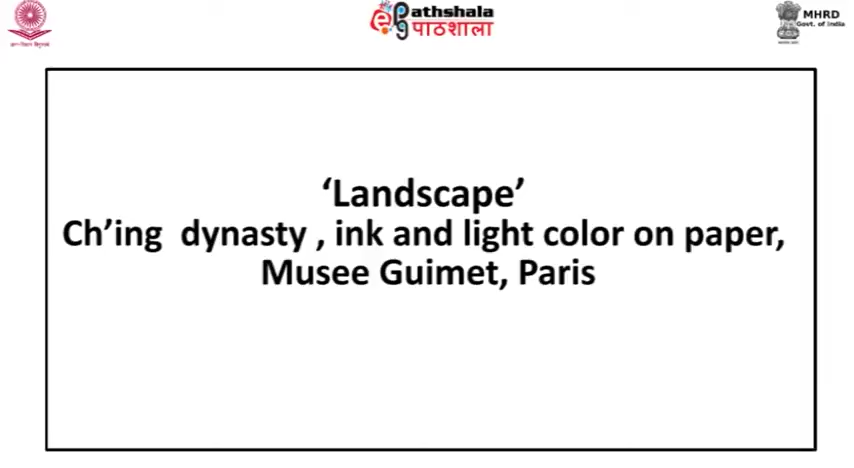 ePathshala
पाठशाला
MHRD
Govt. of India
‘Landscape’
Ch’ing dynasty , ink and light color on paper,
Musee Guimet, Paris